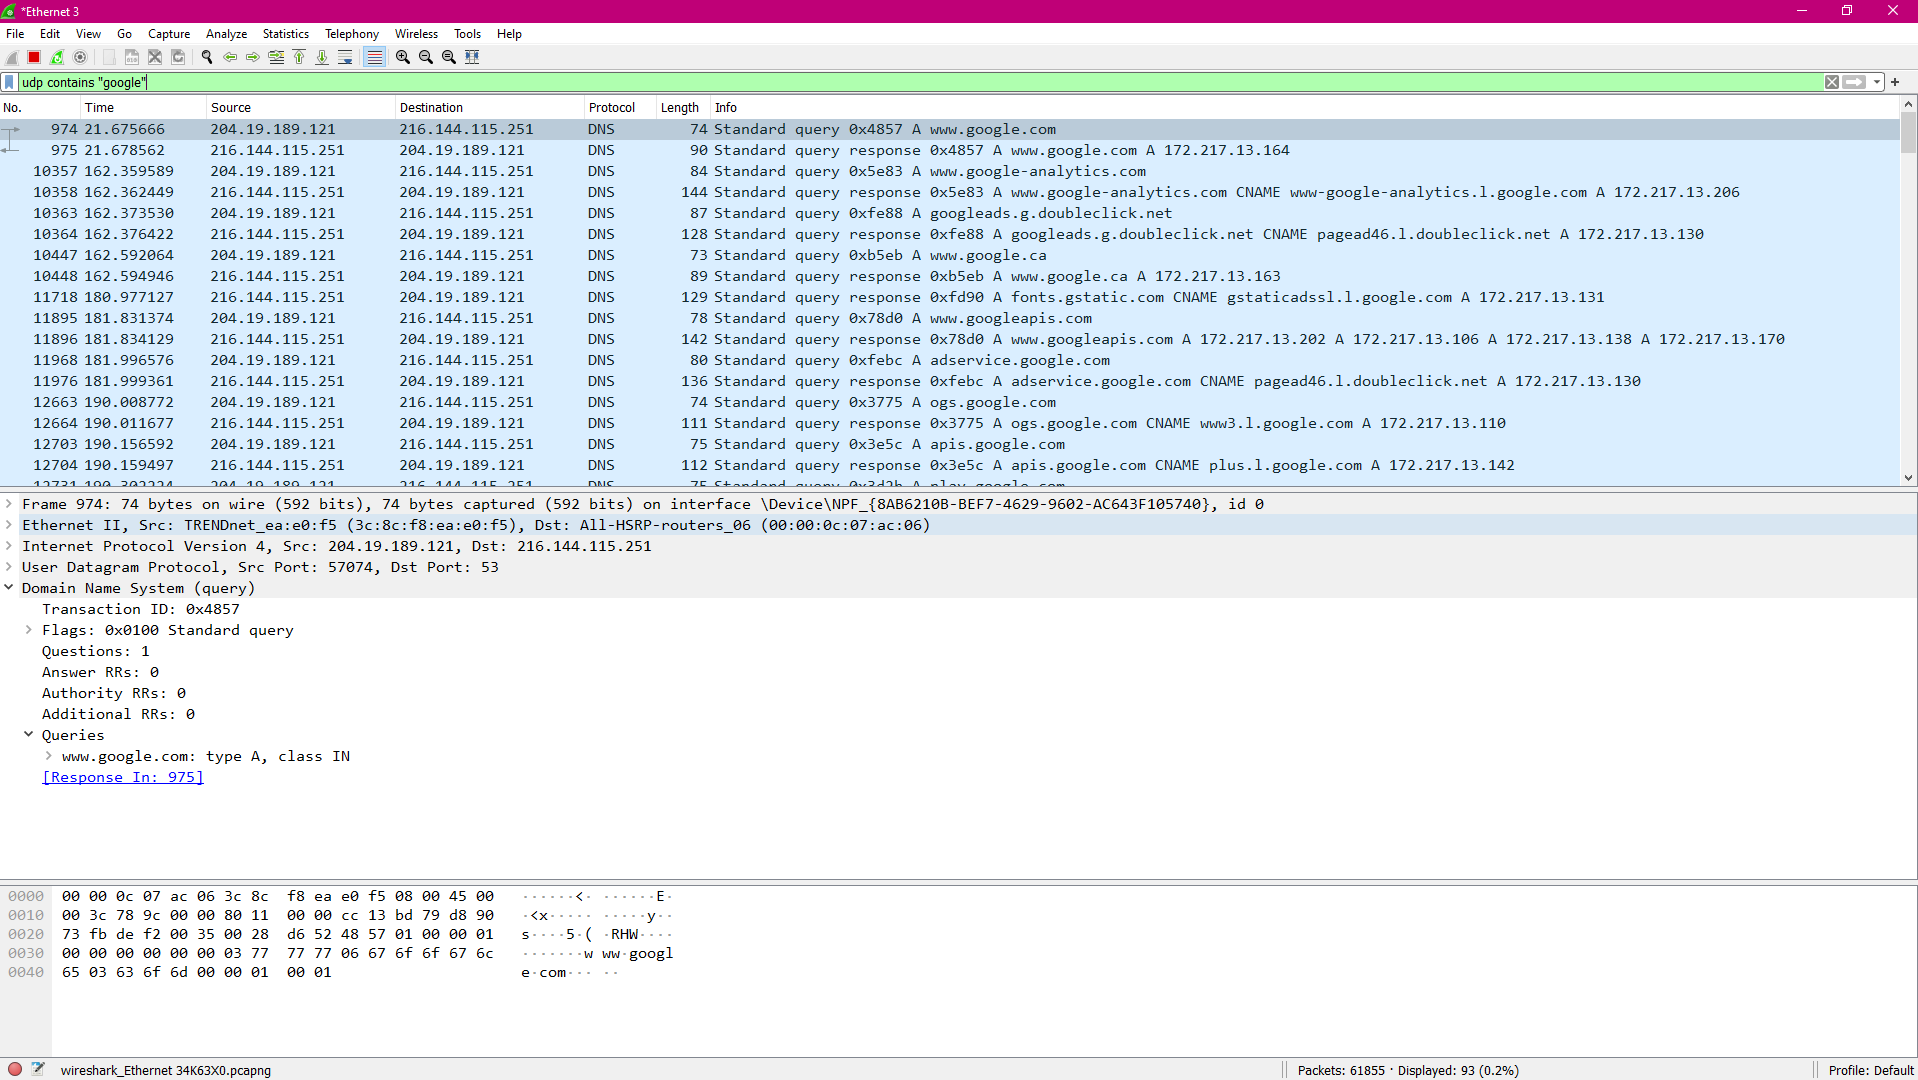 *Ethernet 3
File Edit View Go Capture Analyze Statistics Telephony Wireless Tools Help
udp contains "google"
No. Time Source Destination Protocol Length Info
974 21.675666 204.19.189.121 216.144.115.251 DNS 74 Standard query 0x4857 A www.google.com
975 21.678562 216.144.115.251 204.19.189.121 DNS 90 Standard query response 0x4857 A www.google.com A 172.217.13.164
10357 162.359589 204.19.189.121 216.144.115.251 DNS 84 Standard query 0x5e83 A www.google-analytics.com
10358 162.362449 216.144.115.251 204.19.189.121 DNS 144 Standard query response 0x5e83 A www.google-analytics.com CNAME www-google-analytics.l.google.com A 172.217.13.206
10363 162.373530 204.19.189.121 216.144.115.251 DNS 87 Standard query 0xfe88 A googleads.g.doubleclick.net
10364 162.376422 216.144.115.251 204.19.189.121 DNS 128 Standard query response 0xfe88 A googleads.g.doubleclick.net CNAME pagead46.l.doubleclick.net A 172.217.13.130
10447 162.592064 204.19.189.121 216.144.115.251 DNS 73 Standard query 0xb5eb A www.google.ca
10448 162.594946 216.144.115.251 204.19.189.121 DNS 89 Standard query response 0xb5eb A www.google.ca A 172.217.13.163
11718 180.977127 216.144.115.251 204.19.189.121 DNS 129 Standard query response 0xfd90 A fonts.gstatic.com CNAME gstaticadssl.l.google.com A 172.217.13.131
11895 181.831374 204.19.189.121 216.144.115.251 DNS 78 Standard query 0x78d0 A www.googleapis.com
11896 181.834129 216.144.115.251 204.19.189.121 DNS 142 Standard query response 0x78d0 A www.googleapis.com A 172.217.13.202 A 172.217.13.106 A 172.217.13.138 A 172.217.13.170
11968 181.996576 204.19.189.121 216.144.115.251 DNS 80 Standard query 0xfebc A adservice.google.com
11976 181.999361 216.144.115.251 204.19.189.121 DNS 136 Standard query response 0xfebc A adservice.google.com CNAME pagead46.l.doubleclick.net A 172.217.13.130
12663 190.008772 204.19.189.121 216.144.115.251 DNS 74 Standard query 0x3775 A ogs.google.com
12664 190.011677 216.144.115.251 204.19.189.121 DNS 111 Standard query response 0x3775 A ogs.google.com CNAME www3.l.google.com A 172.217.13.110
12703 190.156592 204.19.189.121 216.144.115.251 DNS 75 Standard query 0x3e5c A apis.google.com
12704 190.159497 216.144.115.251 204.19.189.121 DNS 112 Standard query response 0x3e5c A apis.google.com CNAME plus.l.google.com A 172.217.13.142
12731 190.302224 204.19.189.121 216.144.115.251 DNS 75 Standard query 0x3d2b A play.google.com
Frame 974: 74 bytes on wire (592 bits), 74 bytes captured (592 bits) on interface \Device\NPF_{8AB6210B-BEF7-4629-9602-AC643F105740}, id 0
Ethernet II, Src: TRENDnet_ea:e0:f5 (3c:8c:f8:ea:e0:f5), Dst: All-HSRP-routers_06 (00:00:0c:07:ac:06)
Internet Protocol Version 4, Src: 204.19.189.121, Dst: 216.144.115.251
User Datagram Protocol, Src Port: 57074, Dst Port: 53
Domain Name System (query)
Transaction ID: 0x4857
Flags: 0x0100 Standard query
Questions: 1
Answer RRs: 0
Authority RRs: 0
Additional RRs: 0
Queries
www.google.com: type A, class IN
[Response In: 975]
0000 00 00 0c 07 ac 06 3c 8c f8 ea e0 f5 08 00 45 00 ······<· ······E·
0010 00 3c 78 9c 00 00 80 11 00 00 cc 13 bd 79 d8 90 ·<x····· ·····y··
0020 73 fb de f2 00 35 00 28 d6 52 48 57 01 00 00 01 s····5·( ·RHW····
0030 00 00 00 00 00 00 03 77 77 77 06 67 6f 6f 67 6c ·······w ww·googl
0040 65 03 63 6f 6d 00 00 01 00 01 e·com··· ··
wireshark_Ethernet 34K63X0.pcapng Packets: 61855 · Displayed: 93 (0.2%) Profile: Default